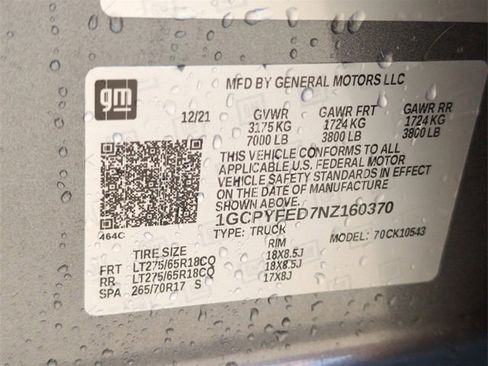 gm
MFD BY GENERAL MOTORS LLC
12/21 GVWR GAWR FRT GAWR RR
3175 KG 1724 KG 1724 KG
7000 LB 3800 LB 3800 LB
THIS VEHICLE CONFORMS TO ALL
APPLICABLE U.S. FEDERAL MOTOR
VEHICLE SAFETY STANDARDS IN EFFECT
ON THE DATE OF MANUFACTURE
1GCPYFED7NZ160370
464C
TYPE: TRUCK MODEL: 70CK10543
TIRE SIZE RIM
FRT LT275/65R18CQ 18X8.5J
RR LT275/65R18CQ 18X8.5J
SPA 265/70R17 S 17X8J